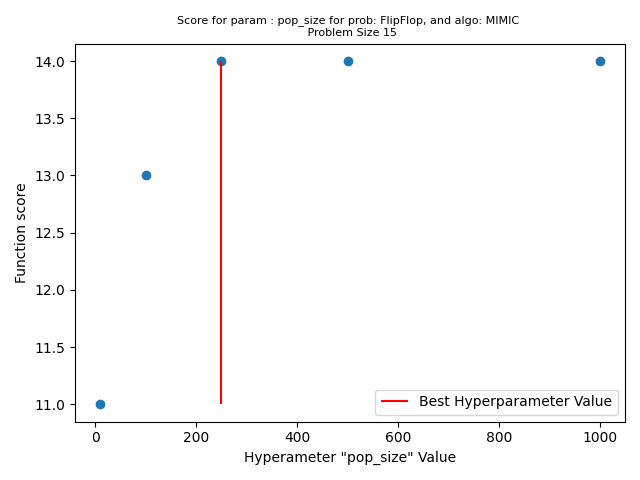 Score for param : pop_size for prob: FlipFlop, and algo: MIMIC
Problem Size 15
14.0
13.5
13.0
12.5
12.0
11.5
11.0
Function score
Best Hyperparameter Value
0
200
400
600
800
1000
Hyperameter "pop_size" Value